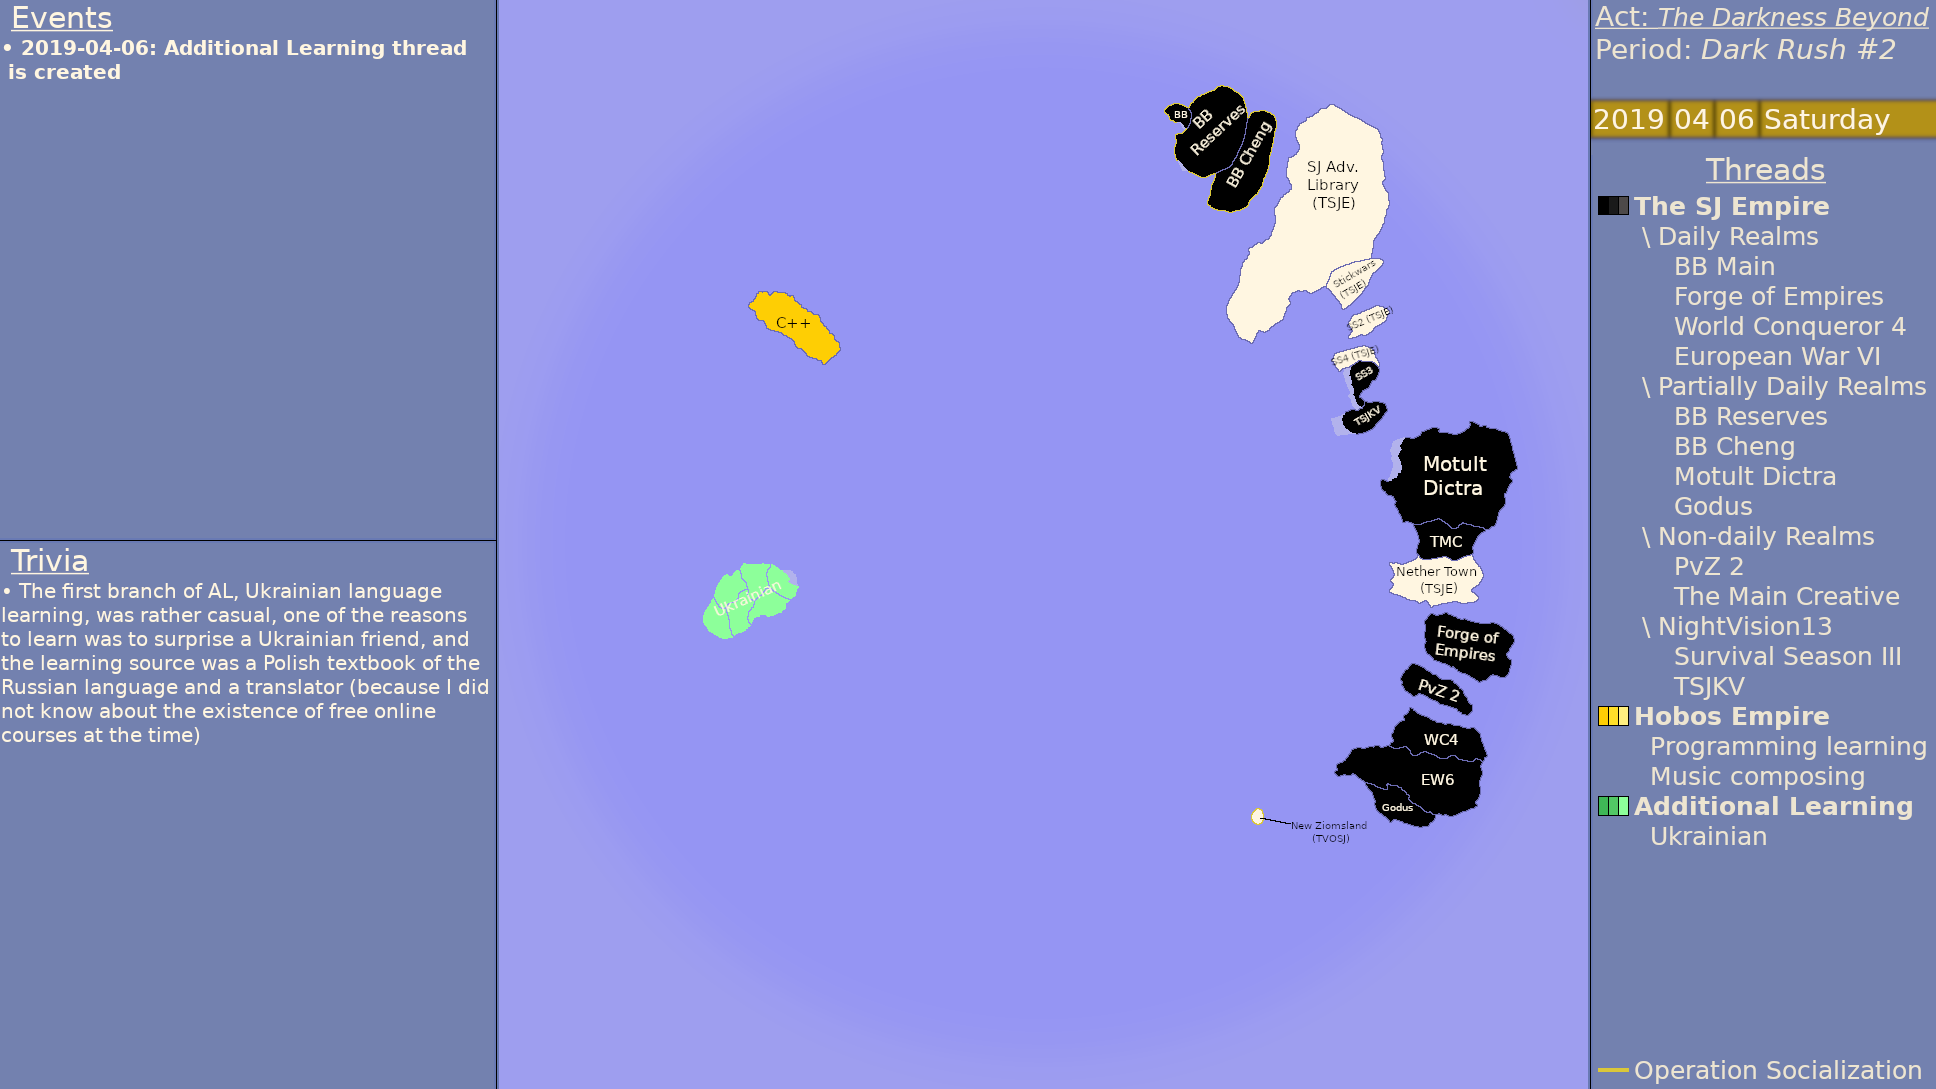 Events
• 2019-04-06: Additional Learning thread
is created
Trivia
• The first branch of AL, Ukrainian language
learning, was rather casual, one of the reasons
to learn was to surprise a Ukrainian friend, and
the learning source was a Polish textbook of the
Russian language and a translator (because I did
not know about the existence of free online
courses at the time)
BB
BB
Reserves
BB Cheng
SJ Adv.
Library
(TSJE)
Stickwars
(TSJE)
SS2 (TSJE)
SS4 (TSJE)
SS3
TSJKV
C++
Motult
Dictra
TMC
Nether Town
(TSJE)
Ukrainian
Forge of
Empires
PvZ 2
WC4
EW6
Godus
New Ziomsland
(TVOSJ)
Act: The Darkness Beyond
Period: Dark Rush #2
2019 04 06 Saturday
Threads
The SJ Empire
\ Daily Realms
BB Main
Forge of Empires
World Conqueror 4
European War VI
\ Partially Daily Realms
BB Reserves
BB Cheng
Motult Dictra
Godus
\ Non-daily Realms
PvZ 2
The Main Creative
\ NightVision13
Survival Season III
TSJKV
Hobos Empire
Programming learning
Music composing
Additional Learning
Ukrainian
Operation Socialization